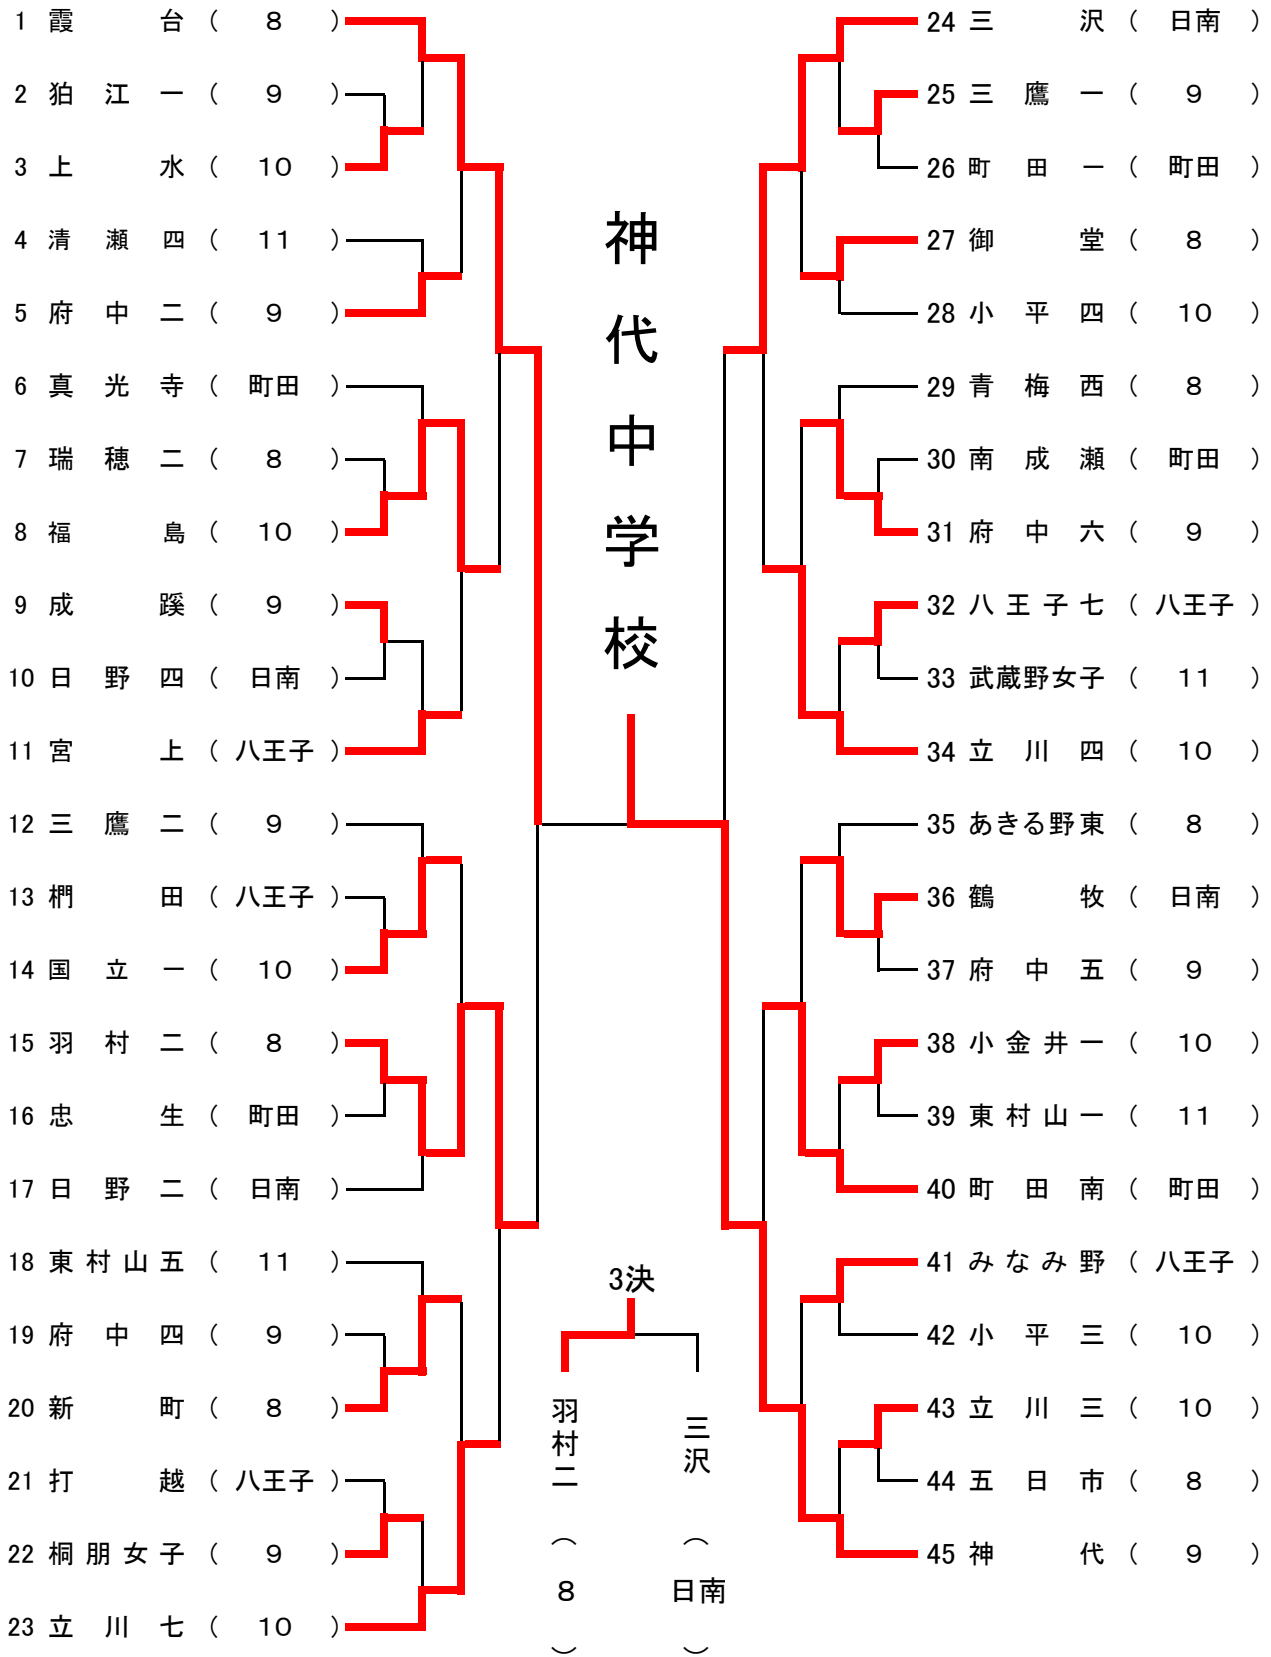 1 霞台（8）
2 狛江一（9）
3 上水（10）
4 清瀬四（11）
5 府中二（9）
6 真光寺（町田）
7 瑞穂二（8）
8 福島（10）
9 成蹊（9）
10 日野四（日南）
11 宮上（八王子）
12 三鷹二（9）
13 椚田（八王子）
14 国立一（10）
15 羽村二（8）
16 忠生（町田）
17 日野二（日南）
18 東村山五（11）
19 府中四（9）
20 新町（8）
21 打越（八王子）
22 桐朋女子（9）
23 立川七（10）
神代中学校
3決
羽村二（8）
三沢（日南）
24 三沢（日南）
25 三鷹一（9）
26 町田一（町田）
27 御堂（8）
28 小平四（10）
29 青梅西（8）
30 南成瀬（町田）
31 府中六（9）
32 八王子七（八王子）
33 武蔵野女子（11）
34 立川四（10）
35 あきる野東（8）
36 鶴牧（日南）
37 府中五（9）
38 小金井一（10）
39 東村山一（11）
40 町田南（町田）
41 みなみ野（八王子）
42 小平三（10）
43 立川三（10）
44 五日市（8）
45 神代（9）